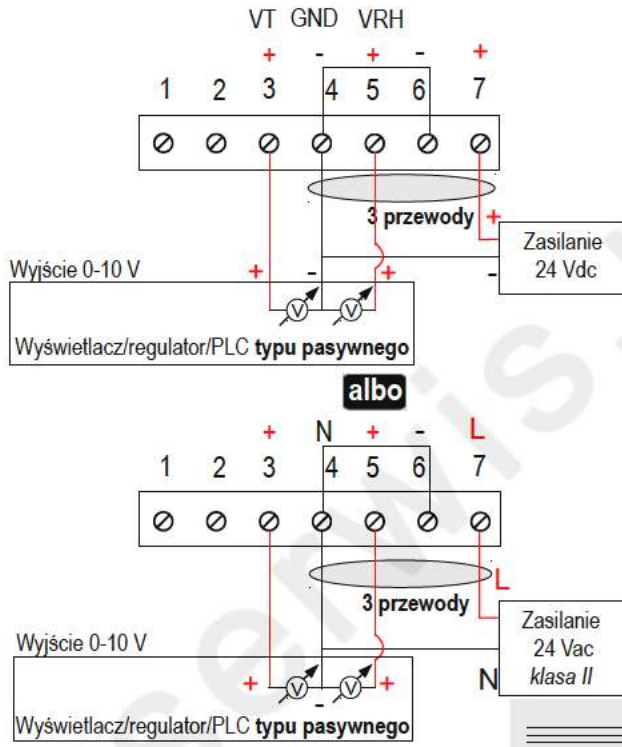 VT GND VRH
+ - + - +
1 2 3 4 5 6 7
3 przewody +
Zasilanie
24 Vdc
-
Wyjście 0-10 V
+ - +
V V
Wyświetlacz/regulator/PLC typu pasywnego
albo
+ N + - L
1 2 3 4 5 6 7
L
3 przewody
Zasilanie
24 Vac
klasa II
N
Wyjście 0-10 V
+ - +
V V
Wyświetlacz/regulator/PLC typu pasywnego
serwis